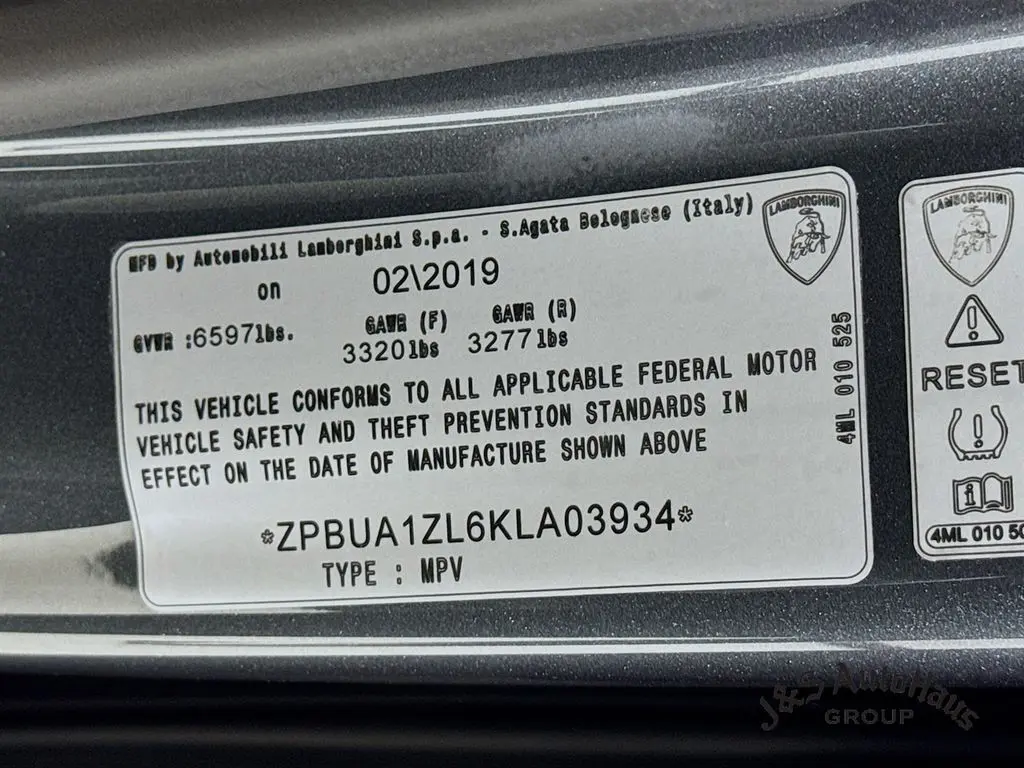 MFD by Automobili Lamborghini S.p.a. - S.Agata Bolognese (Italy)
on 02\2019
GVWR :6597lbs. GAWR (F) 3320lbs GAWR (R) 3277lbs
THIS VEHICLE CONFORMS TO ALL APPLICABLE FEDERAL MOTOR
VEHICLE SAFETY AND THEFT PREVENTION STANDARDS IN
EFFECT ON THE DATE OF MANUFACTURE SHOWN ABOVE
*ZPBUA1ZL6KLA03934*
TYPE : MPV
LAMBORGHINI
4ML 010 525
LAMBORGHINI
RESET
i
4ML 010 50
J&S AutoHaus
GROUP